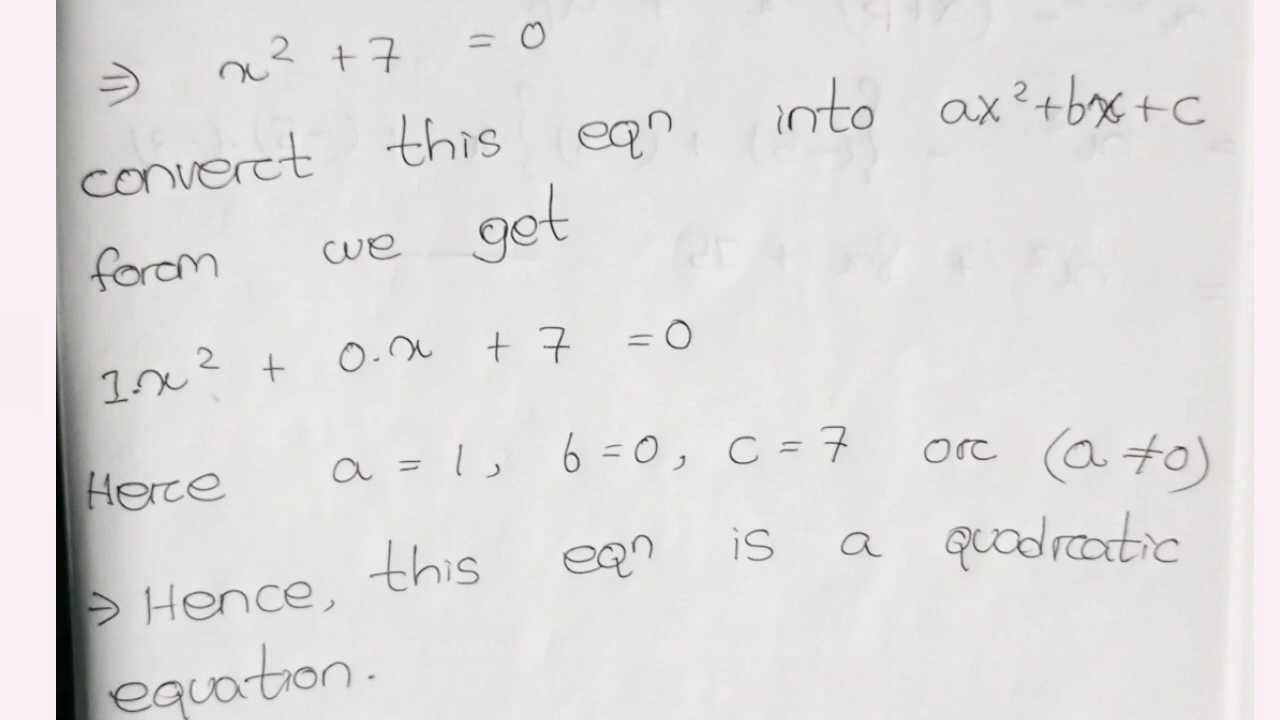 ⇒ x² + 7 = 0
convert this eqⁿ into ax²+bx+c
form we get
1.x² + 0.x + 7 = 0
Here a = 1, b = 0, c = 7 or (a ≠ 0)
⇒ Hence, this eqⁿ is a quadratic
equation.